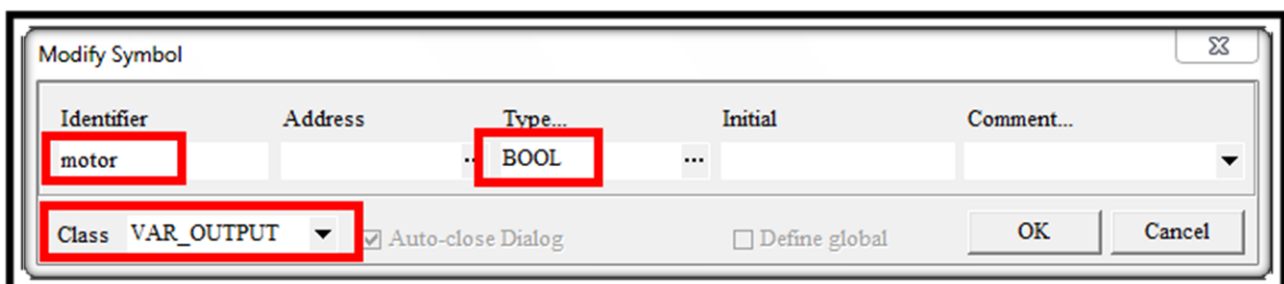 Modify Symbol
Identifier Address Type... Initial Comment...
motor ... BOOL ...
Class VAR_OUTPUT Auto-close Dialog Define global OK Cancel